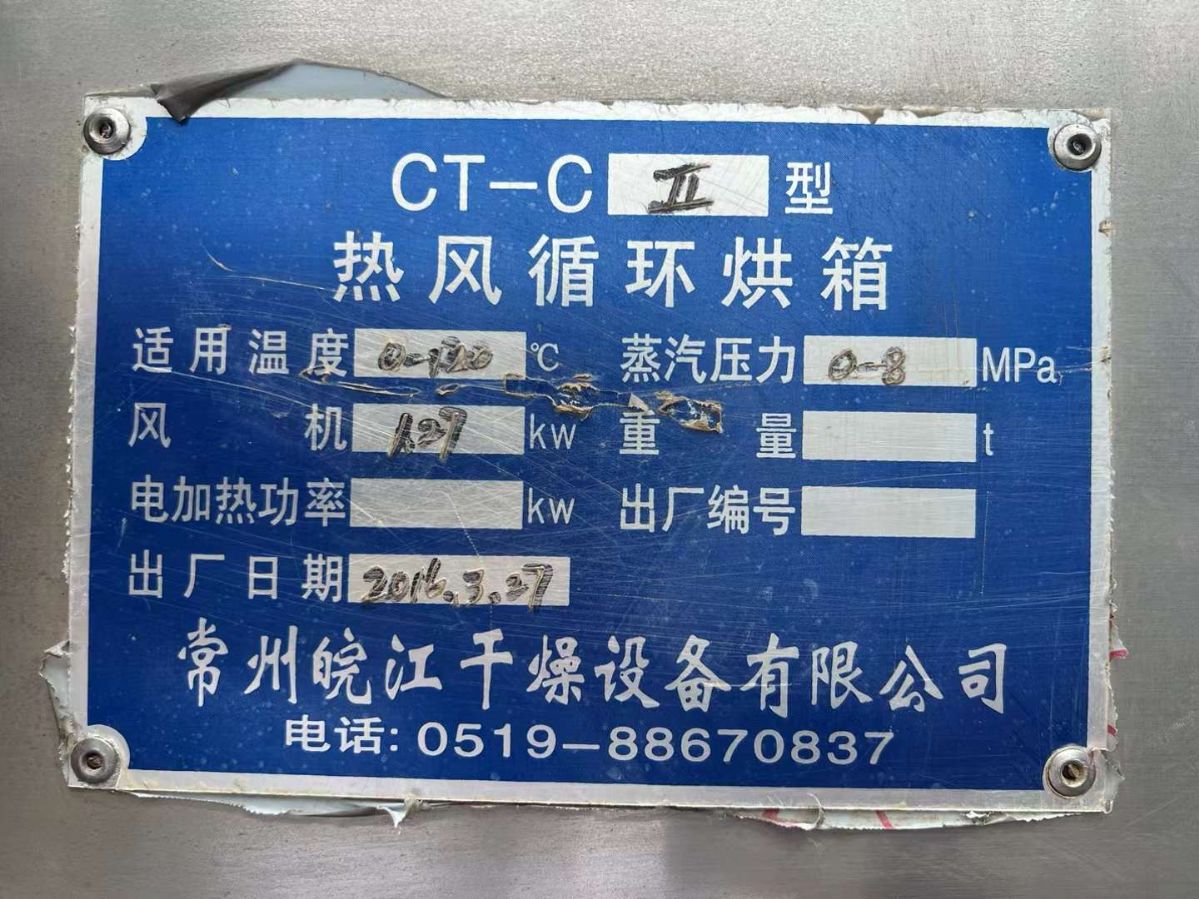 CT-C Ⅱ 型
热风循环烘箱
适用温度 0-120 ℃ 蒸汽压力 0-8 MPa
风机 1.27 kw 重量 t
电加热功率 kw 出厂编号
出厂日期 2016.3.27
常州皖江干燥设备有限公司
电话: 0519-88670837